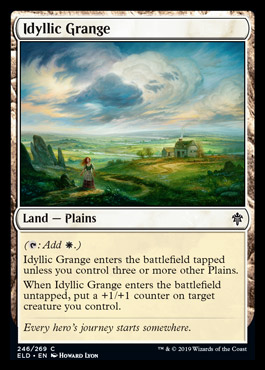 Idyllic Grange
Land — Plains
(T: Add W.)
Idyllic Grange enters the battlefield tapped
unless you control three or more other Plains.
When Idyllic Grange enters the battlefield
untapped, put a +1/+1 counter on target
creature you control.
Every hero's journey starts somewhere.
246/269 C
ELD • EN Howard Lyon
™ & © 2019 Wizards of the Coast